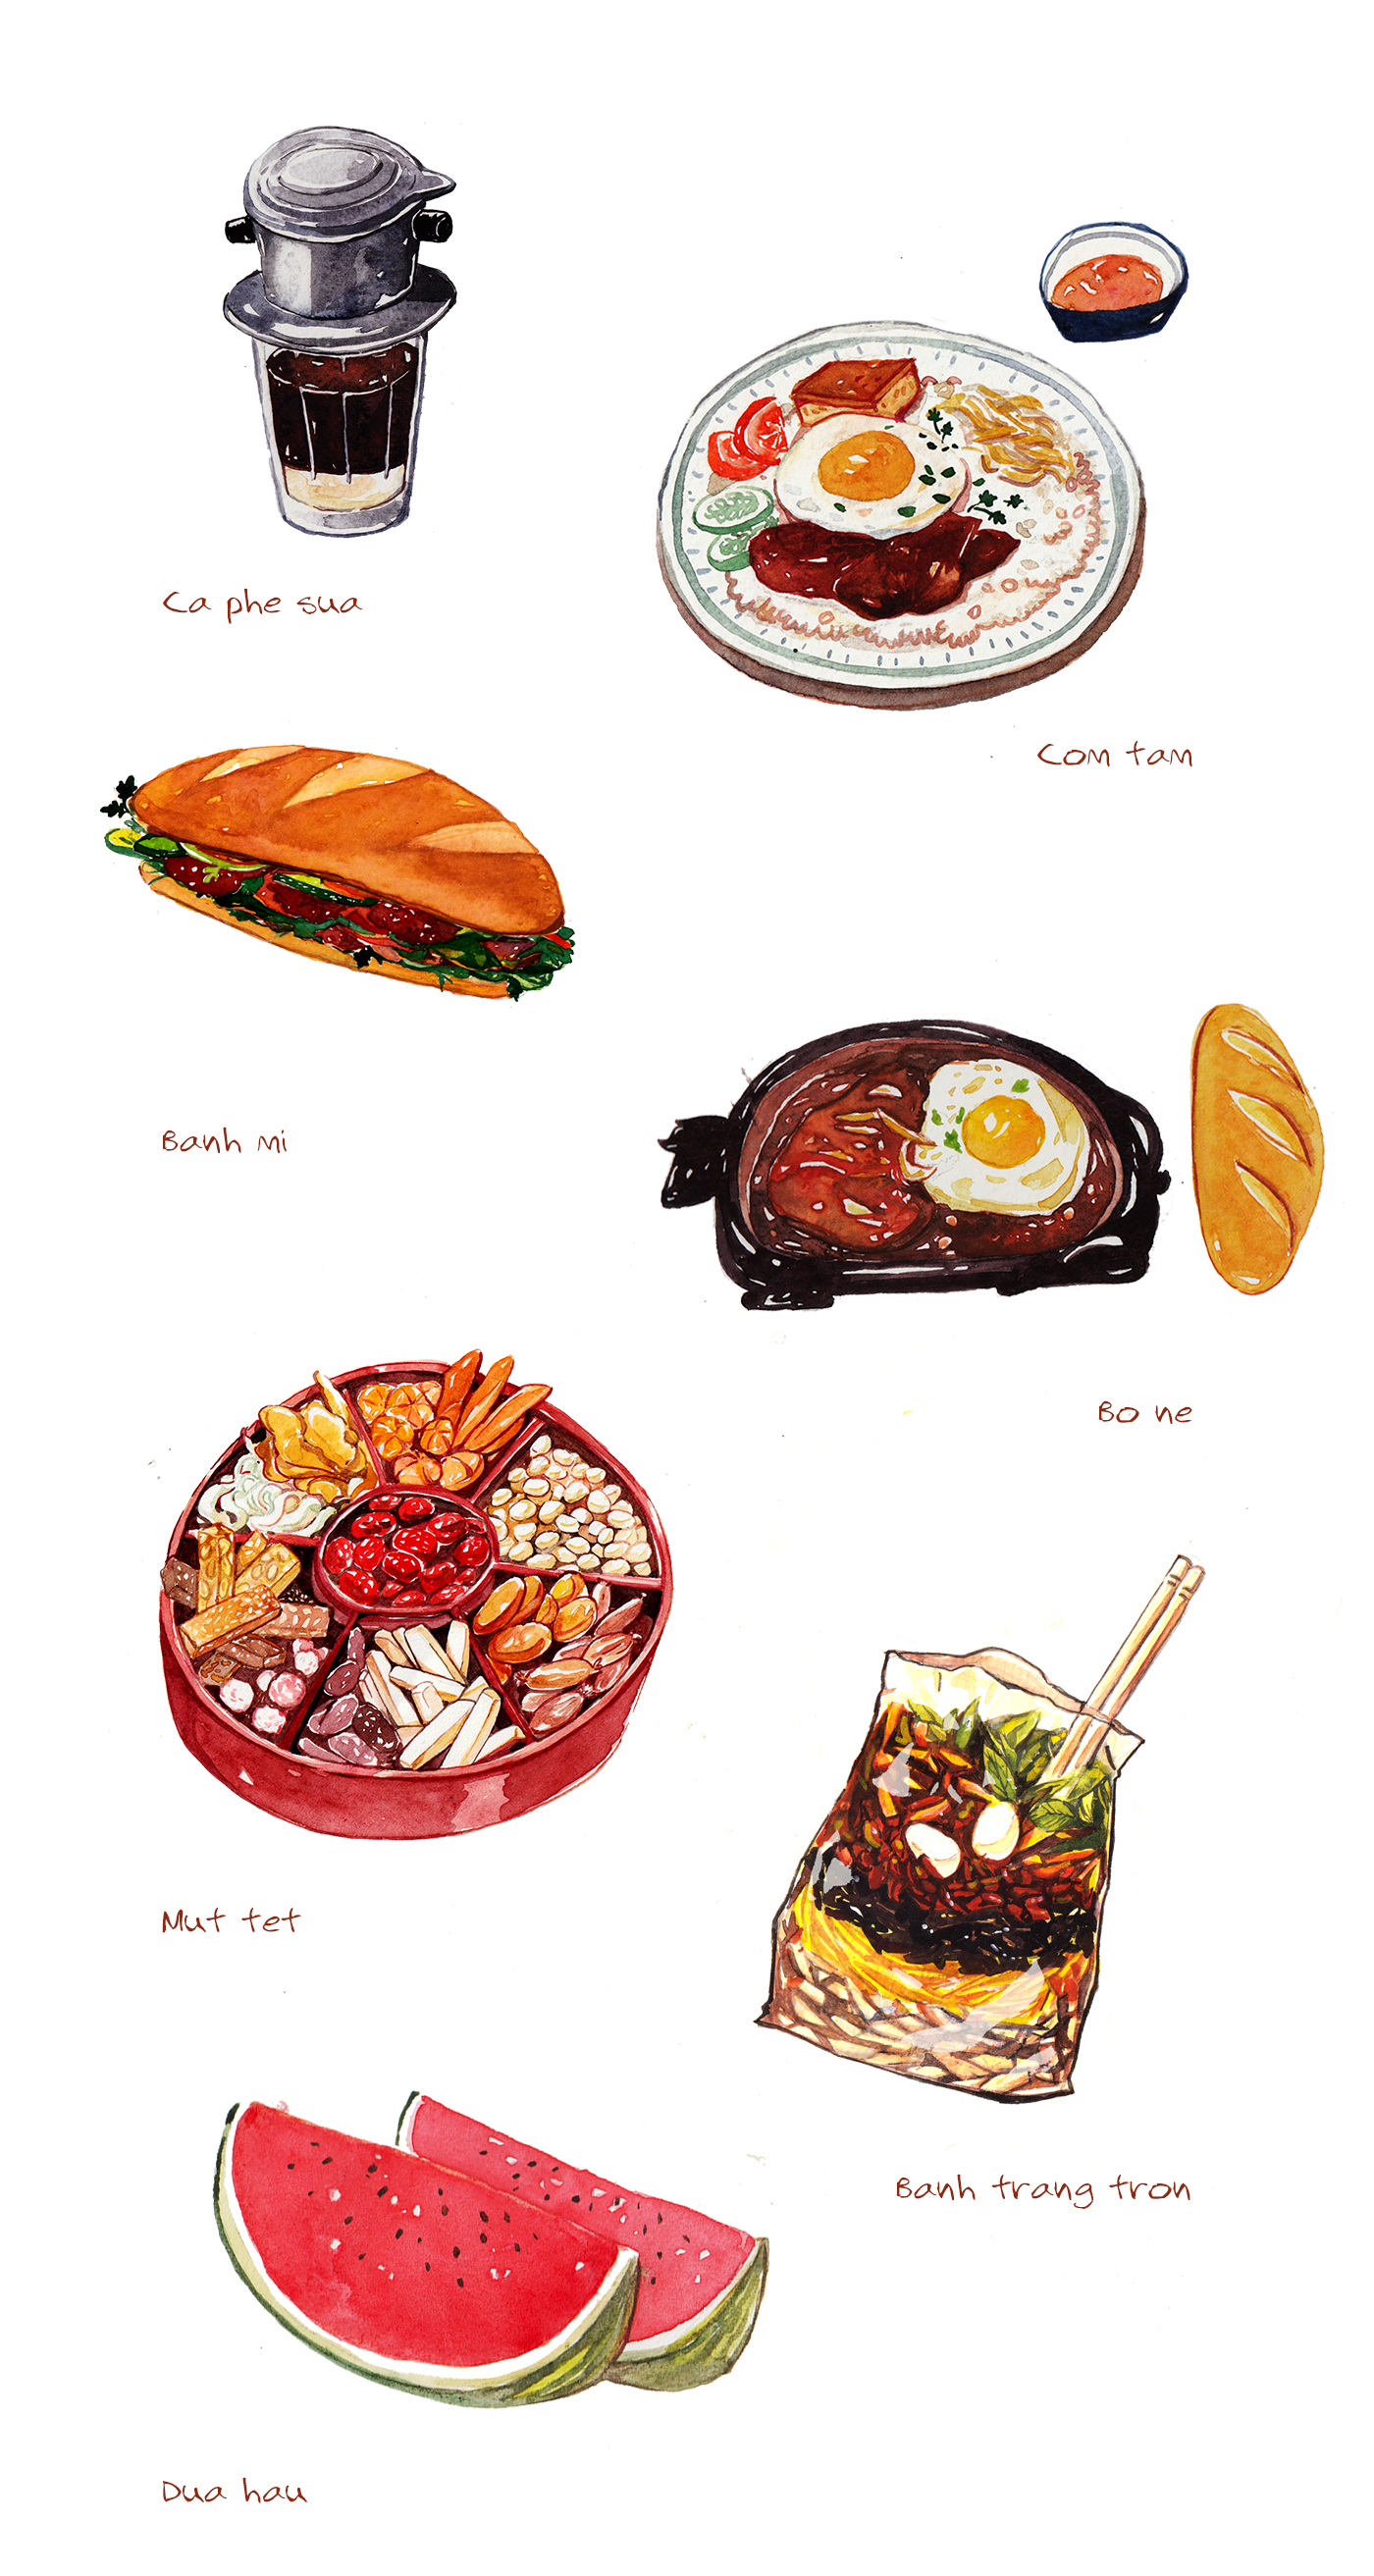 Ca phe sua
Com tam
Banh mi
Bo ne
Mut tet
Banh trang tron
Dua hau